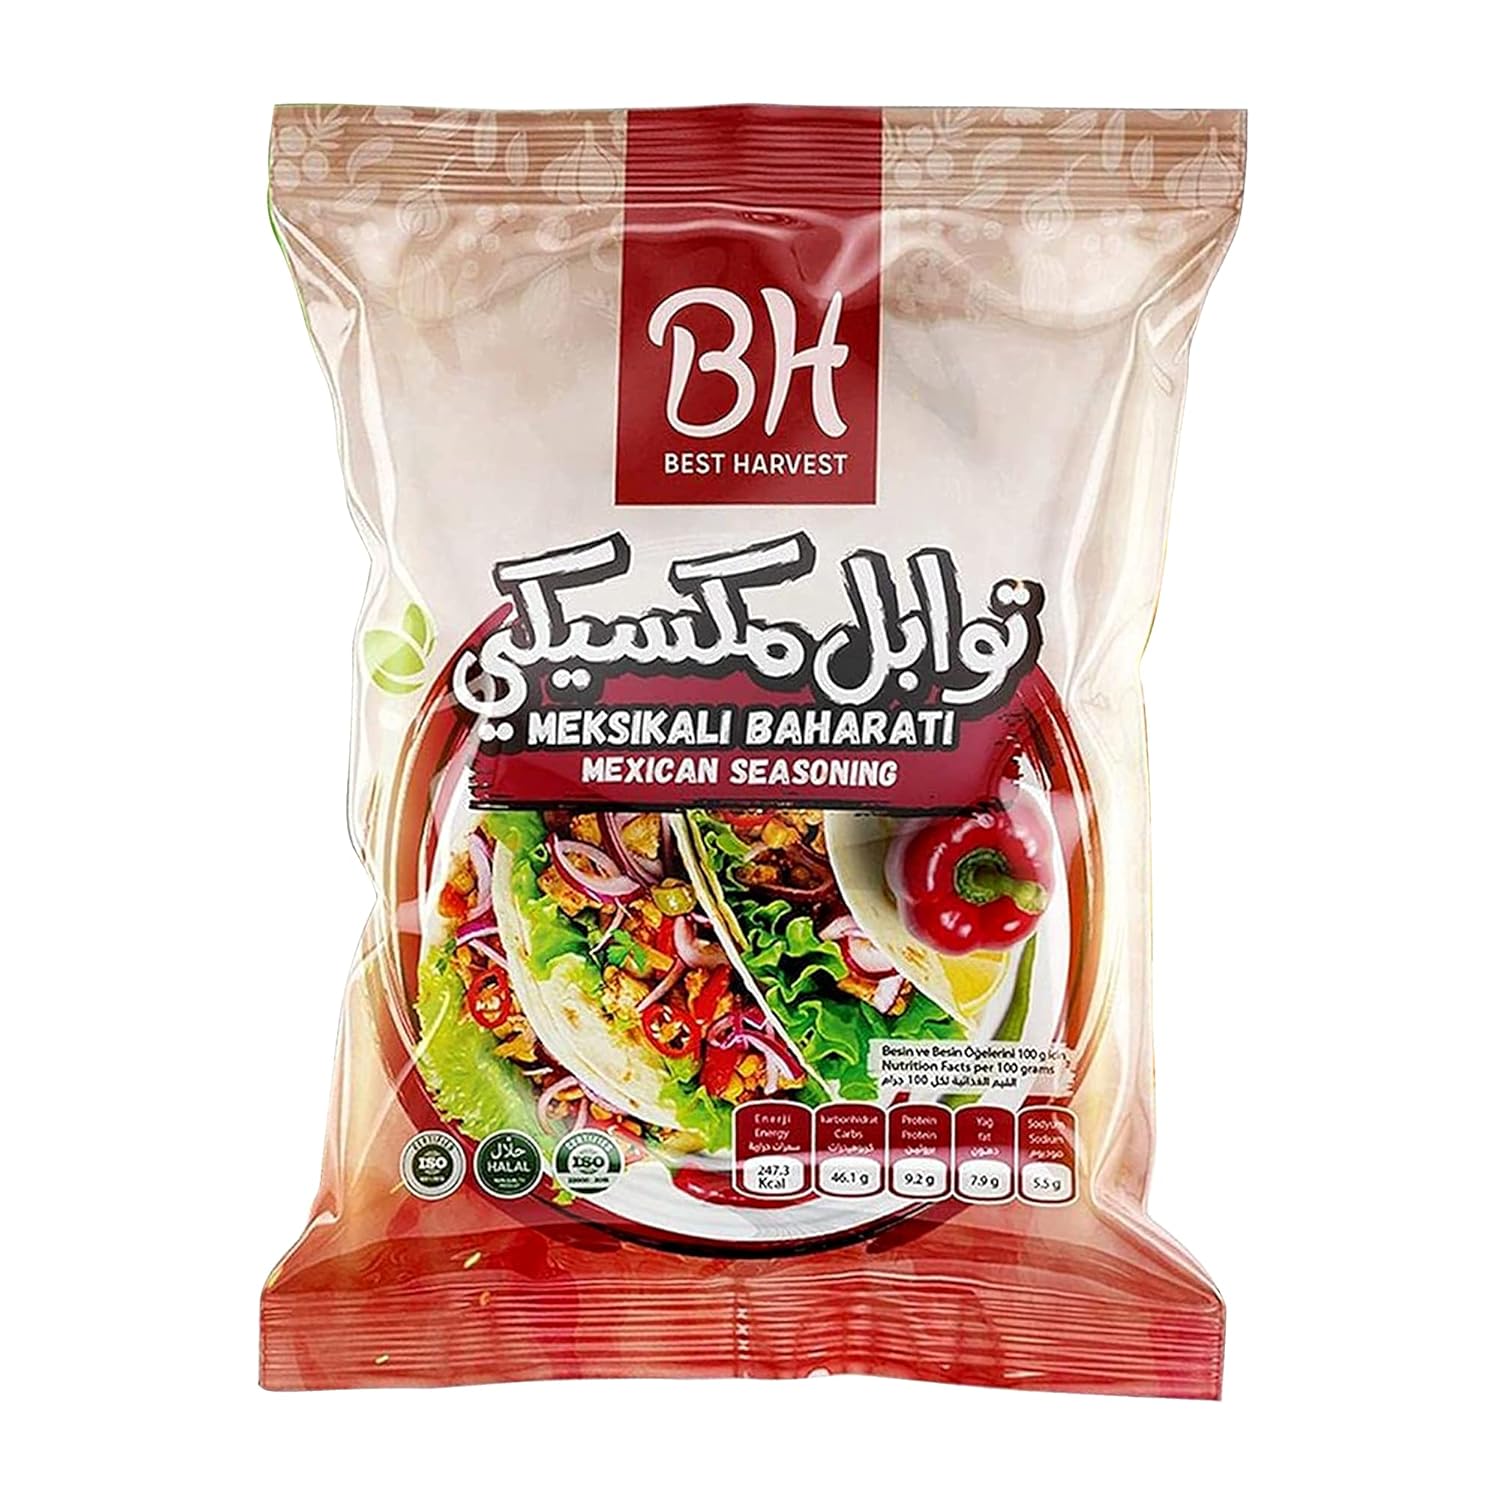 BH
BEST HARVEST
توابل مكسيكي
MEKSIKALI BAHARATI
MEXICAN SEASONING
Besin ve Besin Öğelerini 100 g için
Nutrition Facts per 100 grams
القيم الغذائية لكل 100 جرام
Enerji
Energy
سعرات حرارية
247.3
Kcal
karbonhidrat
Carbs
كربوهيدرات
46.1 g
Protein
Protein
بروتين
9.2 g
Yağ
fat
دهون
7.9 g
Sodyum
Sodium
صوديوم
5.5 g
CERTIFIED
ISO
حلال
HALAL
CERTIFIED
ISO